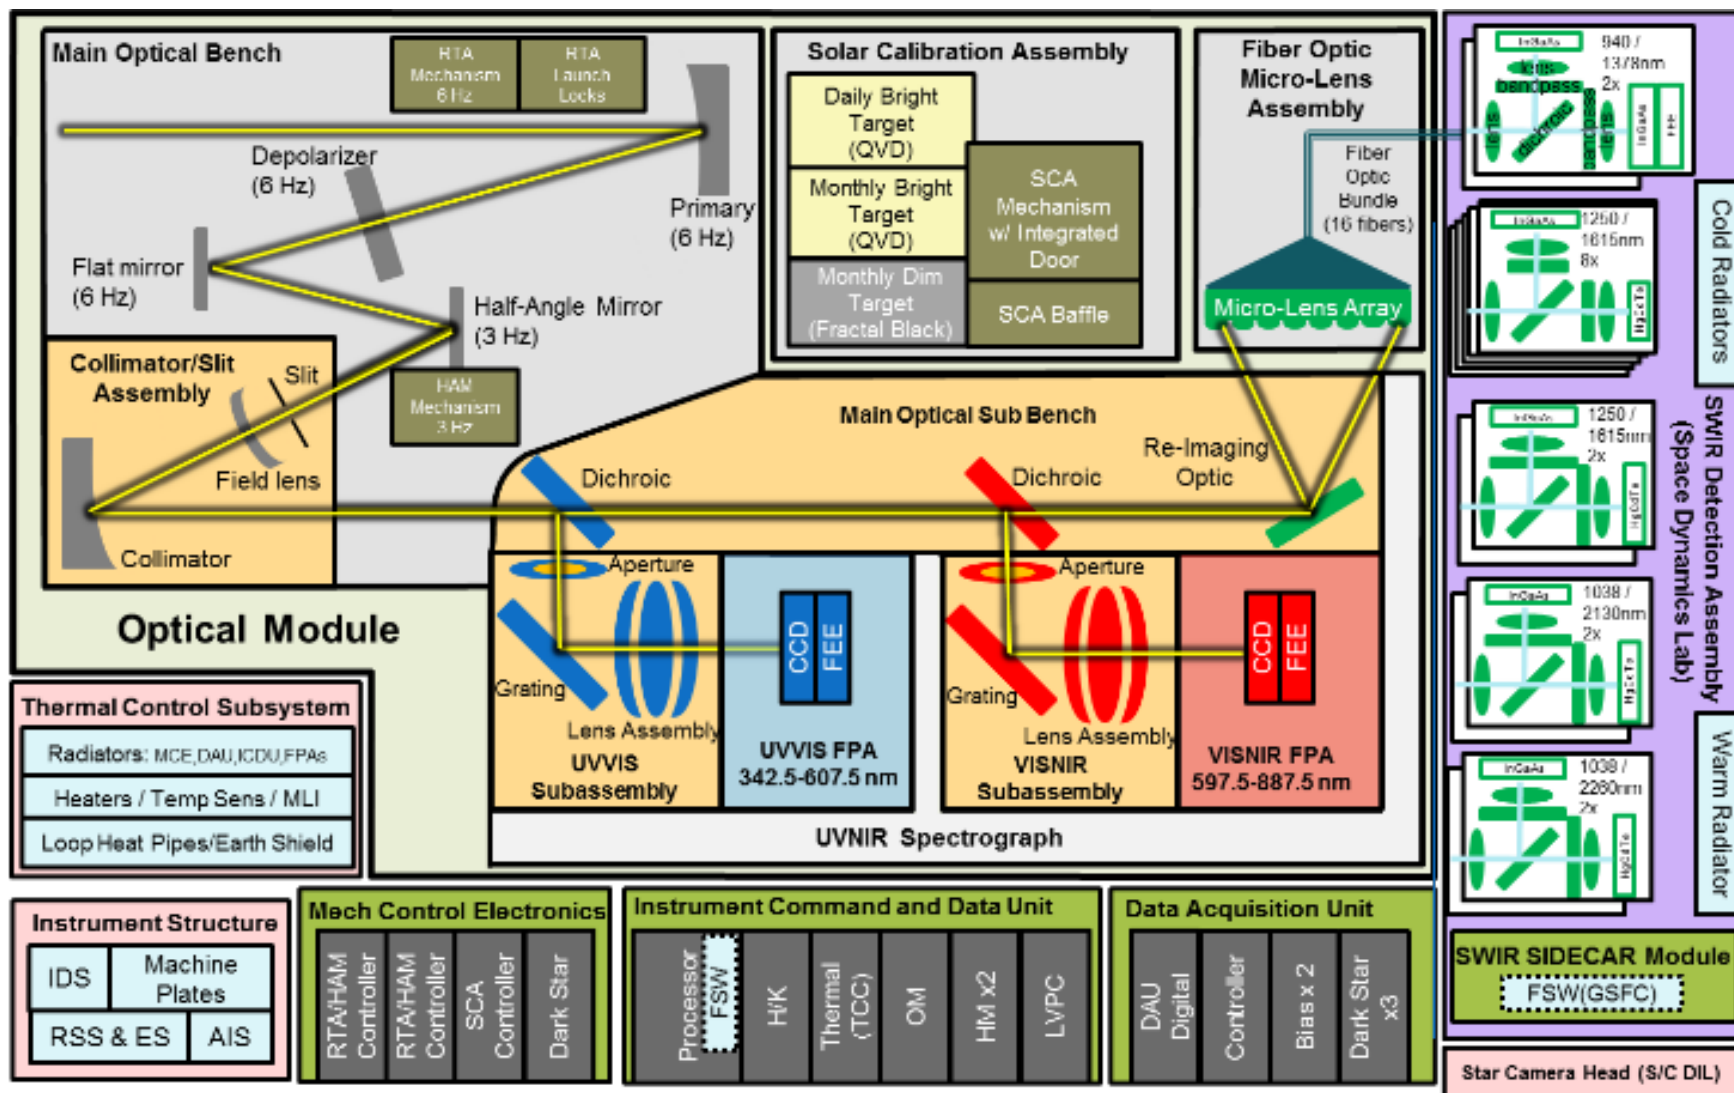 Main Optical Bench
RTA
Mechanism
6 Hz
RTA
Launch
Locks
Depolarizer
(6 Hz)
Primary
(6 Hz)
Flat mirror
(6 Hz)
Half-Angle Mirror
(3 Hz)
HAM
Mechanism
3 Hz
Collimator/Slit
Assembly
Slit
Field lens
Collimator
Optical Module
Solar Calibration Assembly
Daily Bright
Target
(QVD)
Monthly Bright
Target
(QVD)
Monthly Dim
Target
(Fractal Black)
SCA
Mechanism
w/ Integrated
Door
SCA Baffle
Fiber Optic
Micro-Lens
Assembly
Fiber
Optic
Bundle
(16 fibers)
Micro-Lens Array
Main Optical Sub Bench
Dichroic
Dichroic
Re-Imaging
Optic
Aperture
Grating
Lens Assembly
UVVIS
Subassembly
CCD
FEE
UVVIS FPA
342.5-607.5 nm
Aperture
Grating
Lens Assembly
VISNIR
Subassembly
CCD
FEE
VISNIR FPA
597.5-887.5 nm
UVNIR Spectrograph
Thermal Control Subsystem
Radiators: MCE,DAU,ICDU,FPAs
Heaters / Temp Sens / MLI
Loop Heat Pipes/Earth Shield
Instrument Structure
IDS
Machine
Plates
RSS & ES
AIS
Mech Control Electronics
RTA/HAM
Controller
RTA/HAM
Controller
SCA
Controller
Dark Star
Instrument Command and Data Unit
Processor
FSW
H/K
Thermal
(TCC)
OM
HM x2
LVPC
Data Acquisition Unit
DAU
Digital
Controller
Bias x 2
Dark Star
x3
InGaAs
940 /
1378nm
2x
lens
bandpass
lens
dichroic
bandpass
lens
InGaAs
FEE
InGaAs
1250 /
1615nm
8x
HgCdTe
InGaAs
1250 /
1615nm
2x
HgCdTe
InGaAs
1038 /
2130nm
2x
HgCdTe
InGaAs
1038 /
2260nm
2x
HgCdTe
Cold Radiators
SWIR Detection Assembly
(Space Dynamics Lab)
Warm Radiator
SWIR SIDECAR Module
FSW(GSFC)
Star Camera Head (S/C DIL)